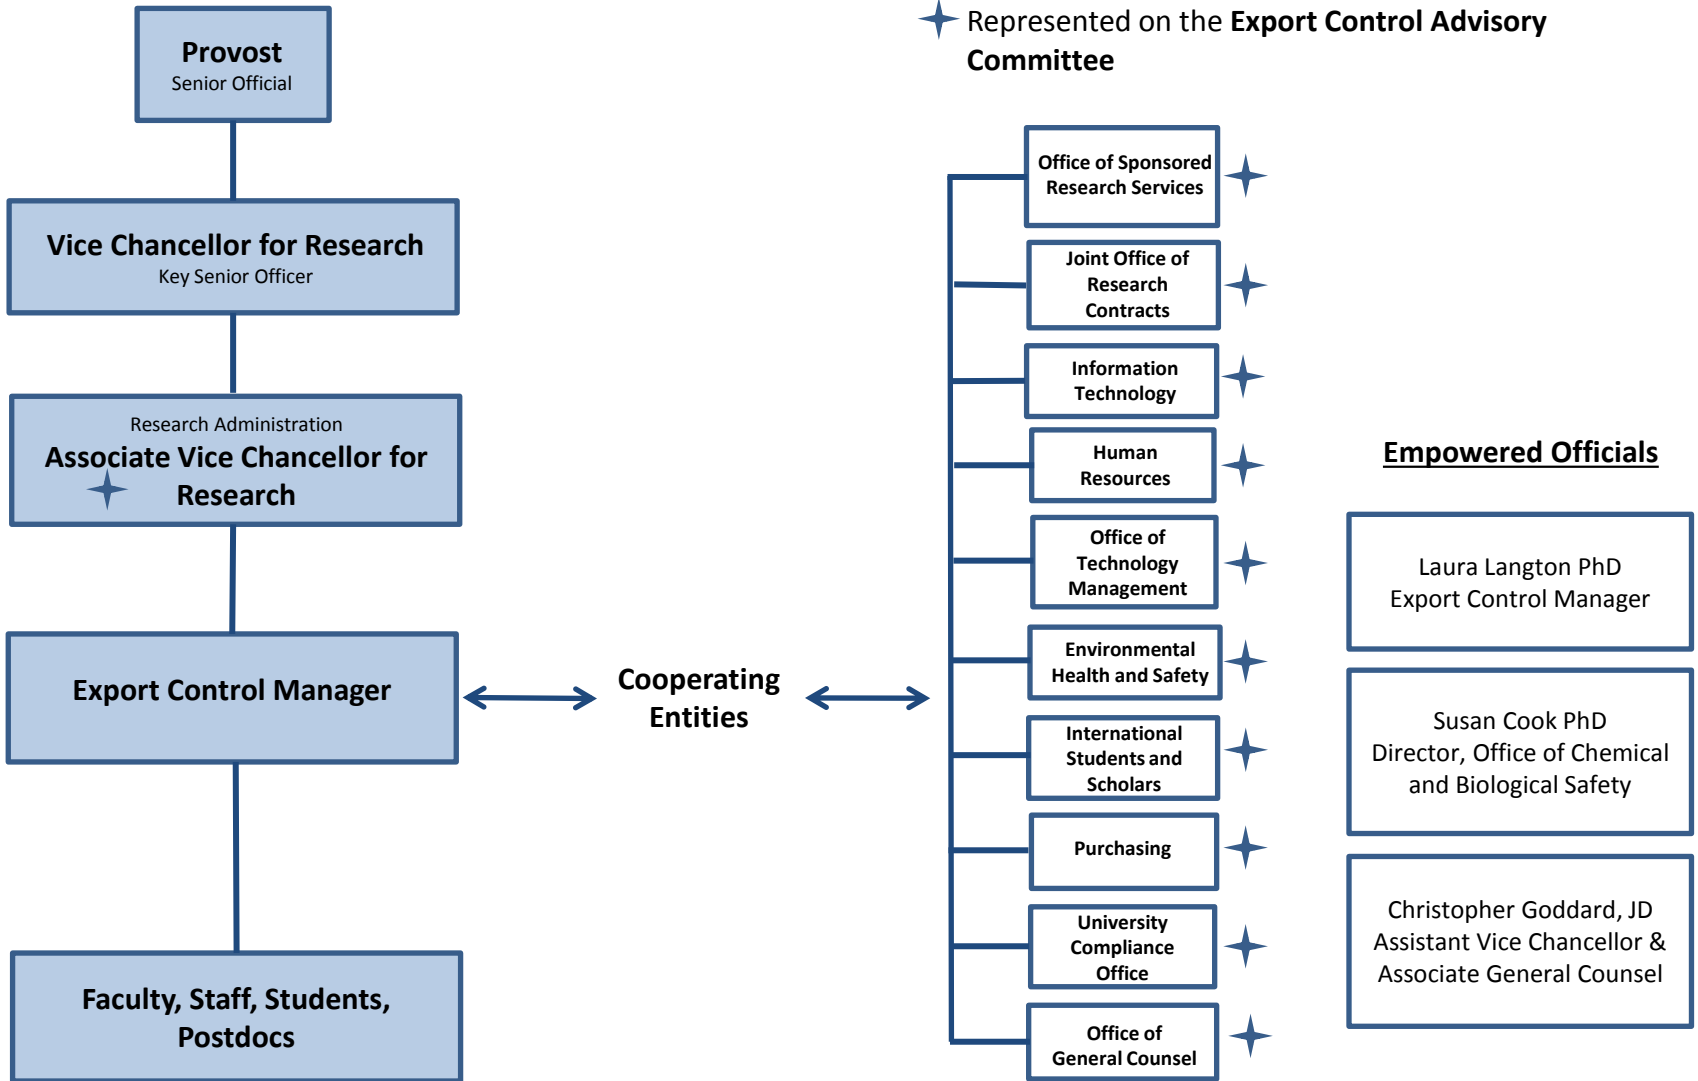 Provost
Senior Official
Vice Chancellor for Research
Key Senior Officer
Research Administration
Associate Vice Chancellor for
Research
Export Control Manager
Faculty, Staff, Students,
Postdocs
Cooperating
Entities
Represented on the Export Control Advisory
Committee
Office of Sponsored
Research Services
Joint Office of
Research
Contracts
Information
Technology
Human
Resources
Office of
Technology
Management
Environmental
Health and Safety
International
Students and
Scholars
Purchasing
University
Compliance
Office
Office of
General Counsel
Empowered Officials
Laura Langton PhD
Export Control Manager
Susan Cook PhD
Director, Office of Chemical
and Biological Safety
Christopher Goddard, JD
Assistant Vice Chancellor &
Associate General Counsel